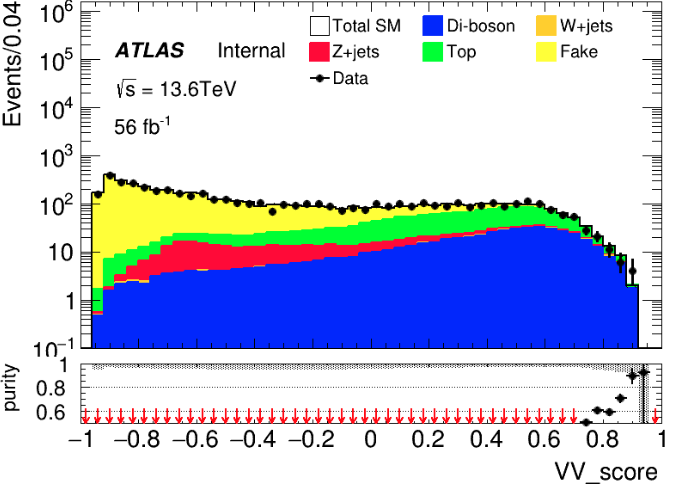 Events/0.04
10⁶
10⁵
10⁴
10³
10²
10
1
10⁻¹
ATLAS Internal
√s = 13.6TeV
56 fb⁻¹
Total SM Di-boson W+jets
Z+jets Top Fake
Data
purity
1
0.8
0.6
−1 −0.8 −0.6 −0.4 −0.2 0 0.2 0.4 0.6 0.8 1
VV_score